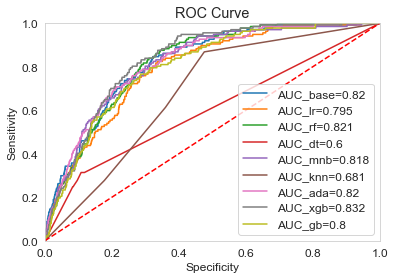 ROC Curve
1.0
0.8
0.6
0.4
0.2
0.0
Sensitivity
AUC_base=0.82
AUC_lr=0.795
AUC_rf=0.821
AUC_dt=0.6
AUC_mnb=0.818
AUC_knn=0.681
AUC_ada=0.82
AUC_xgb=0.832
AUC_gb=0.8
0.0 0.2 0.4 0.6 0.8 1.0
Specificity